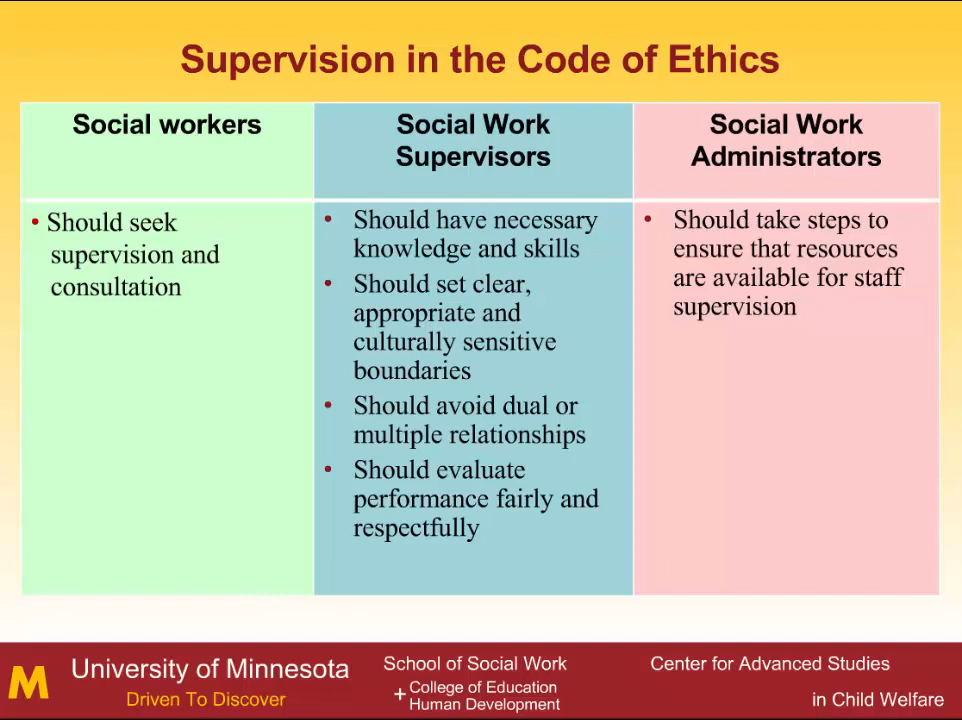 Supervision in the Code of Ethics
Social workers
• Should seek
supervision and
consultation
Social Work
Supervisors
• Should have necessary
knowledge and skills
• Should set clear,
appropriate and
culturally sensitive
boundaries
• Should avoid dual or
multiple relationships
• Should evaluate
performance fairly and
respectfully
Social Work
Administrators
• Should take steps to
ensure that resources
are available for staff
supervision
M
University of Minnesota
Driven To Discover
School of Social Work
+ College of Education
Human Development
Center for Advanced Studies
in Child Welfare